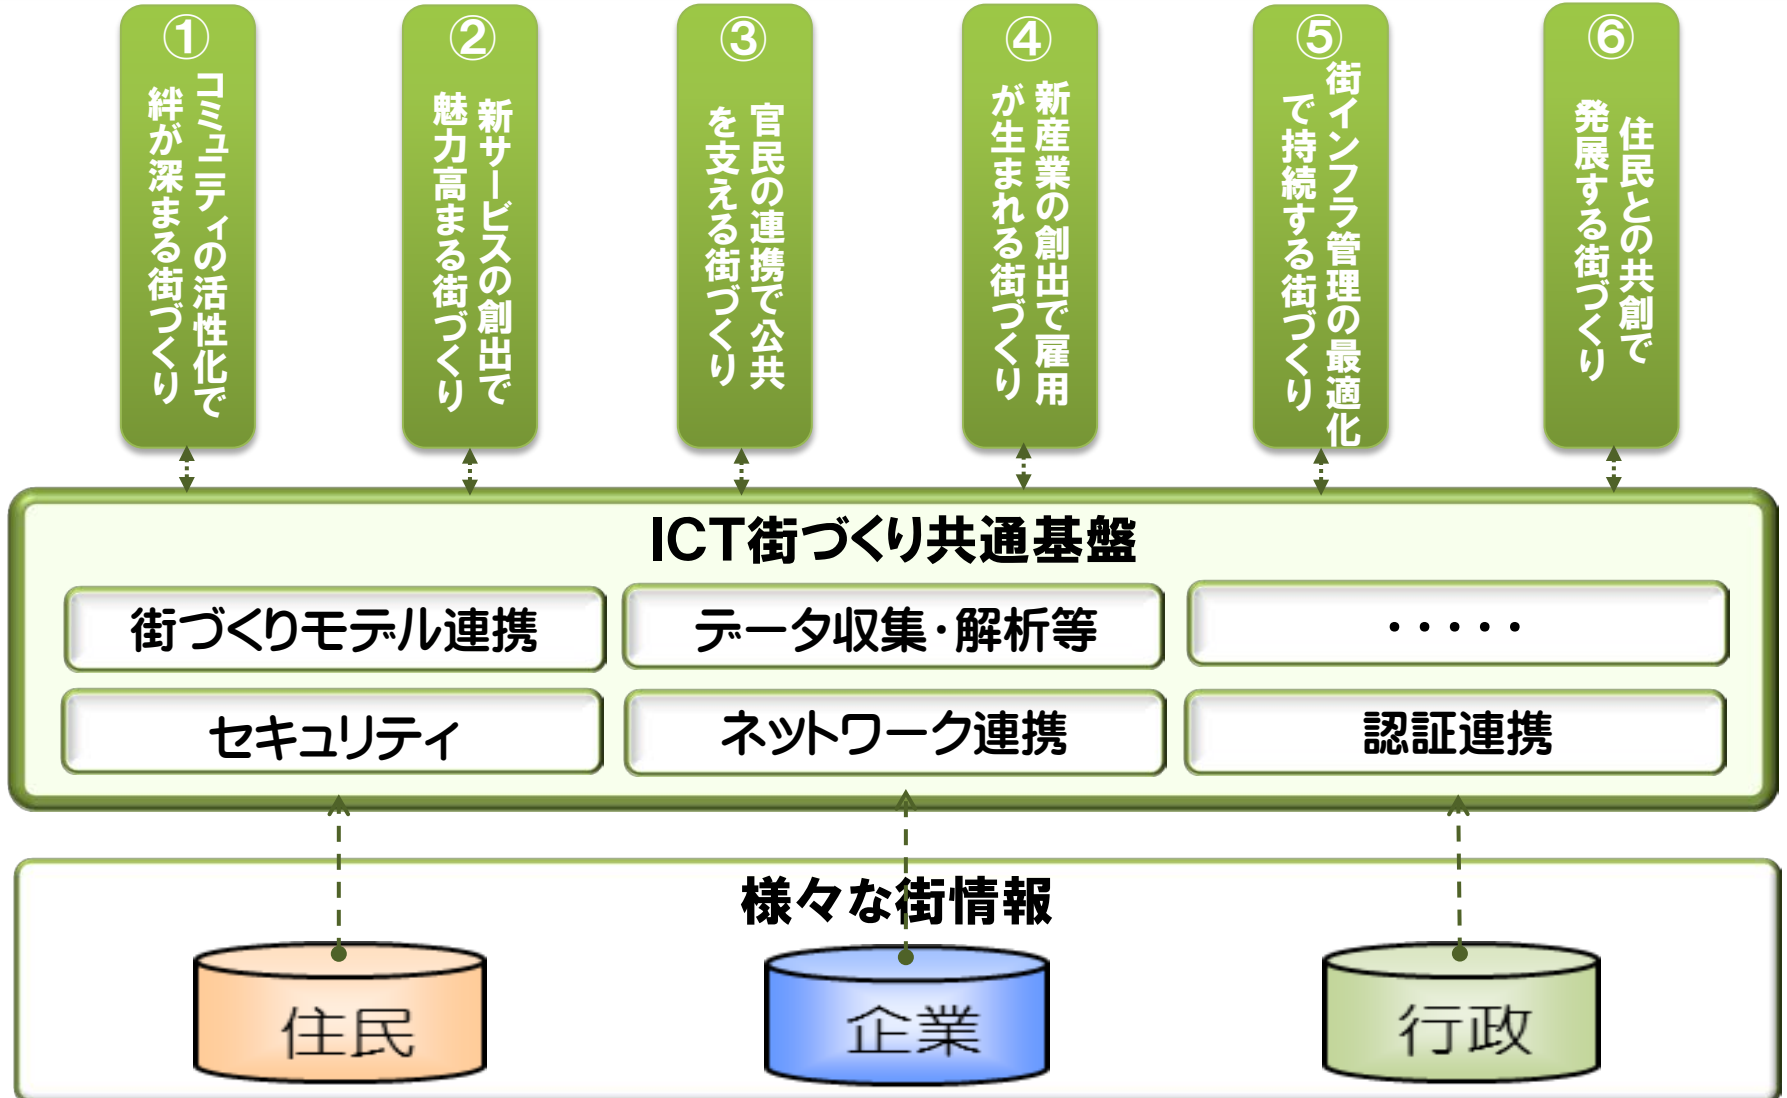 ①
コミュニティの活性化で
絆が深まる街づくり
②
新サービスの創出で
魅力高まる街づくり
③
官民の連携で公共
を支える街づくり
④
新産業の創出で雇用
が生まれる街づくり
⑤
街インフラ管理の最適化
で持続する街づくり
⑥
住民との共創で
発展する街づくり
ICT街づくり共通基盤
街づくりモデル連携
データ収集・解析等
・・・・・
セキュリティ
ネットワーク連携
認証連携
様々な街情報
住民
企業
行政